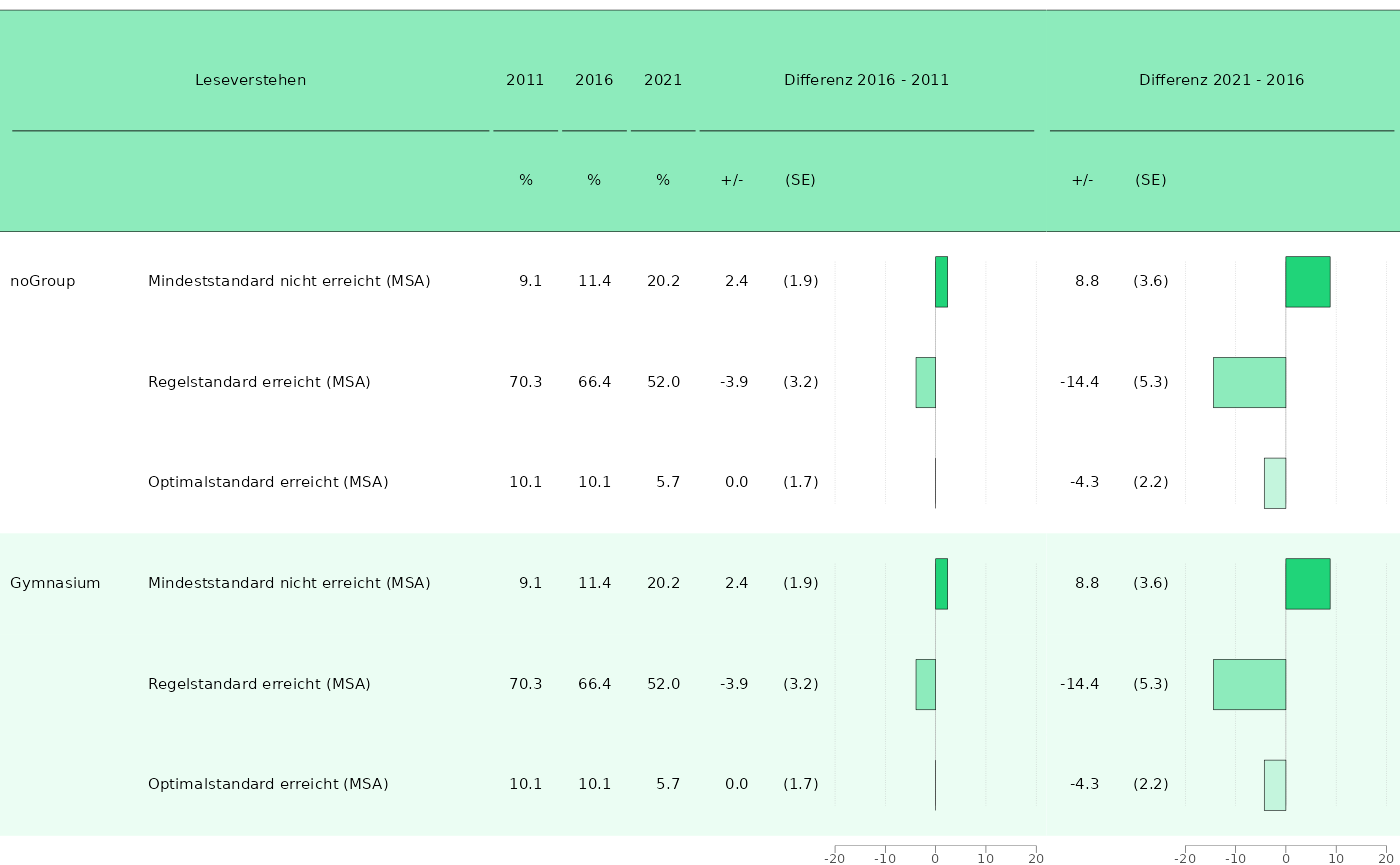 Leseverstehen 2011 2016 2021 Differenz 2016 - 2011 Differenz 2021 - 2016
% % % +/- (SE) +/- (SE)
noGroup Mindeststandard nicht erreicht (MSA) 9.1 11.4 20.2 2.4 (1.9) 8.8 (3.6)
Regelstandard erreicht (MSA) 70.3 66.4 52.0 -3.9 (3.2) -14.4 (5.3)
Optimalstandard erreicht (MSA) 10.1 10.1 5.7 0.0 (1.7) -4.3 (2.2)
Gymnasium Mindeststandard nicht erreicht (MSA) 9.1 11.4 20.2 2.4 (1.9) 8.8 (3.6)
Regelstandard erreicht (MSA) 70.3 66.4 52.0 -3.9 (3.2) -14.4 (5.3)
Optimalstandard erreicht (MSA) 10.1 10.1 5.7 0.0 (1.7) -4.3 (2.2)
-20 -10 0 10 20 -20 -10 0 10 20